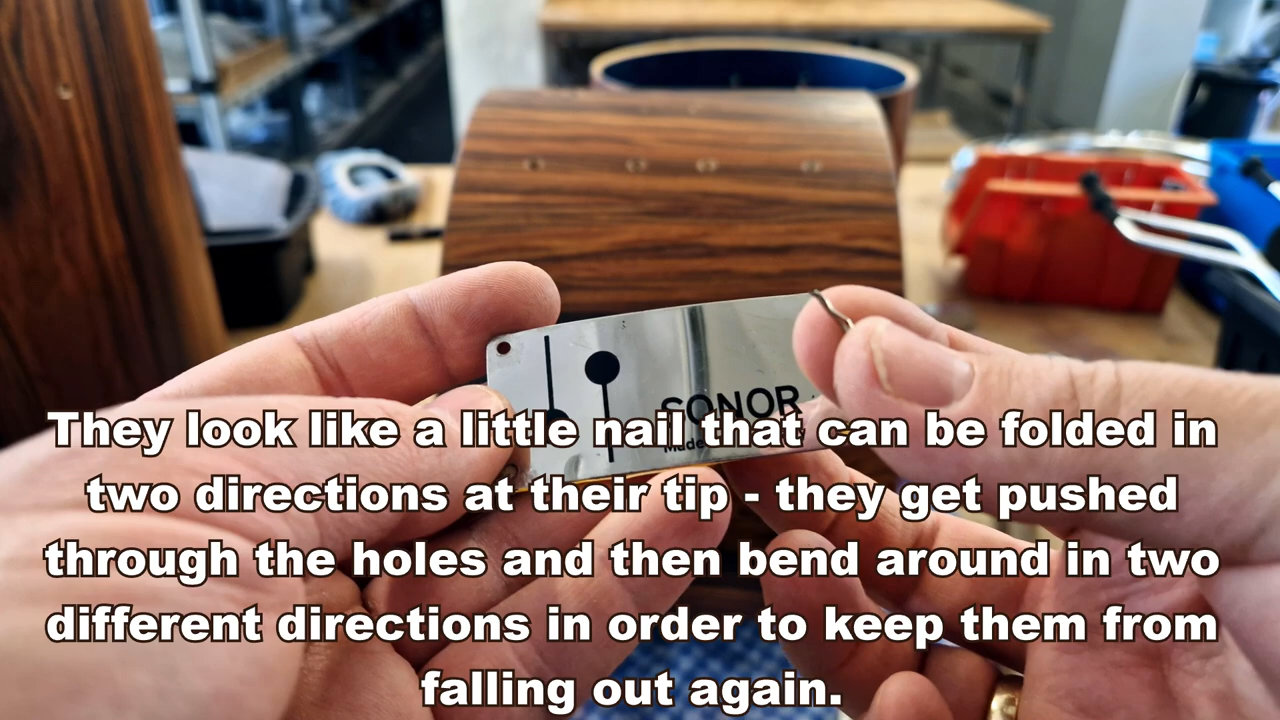 SONOR
Made
They look like a little nail that can be folded in
two directions at their tip - they get pushed
through the holes and then bend around in two
different directions in order to keep them from
falling out again.